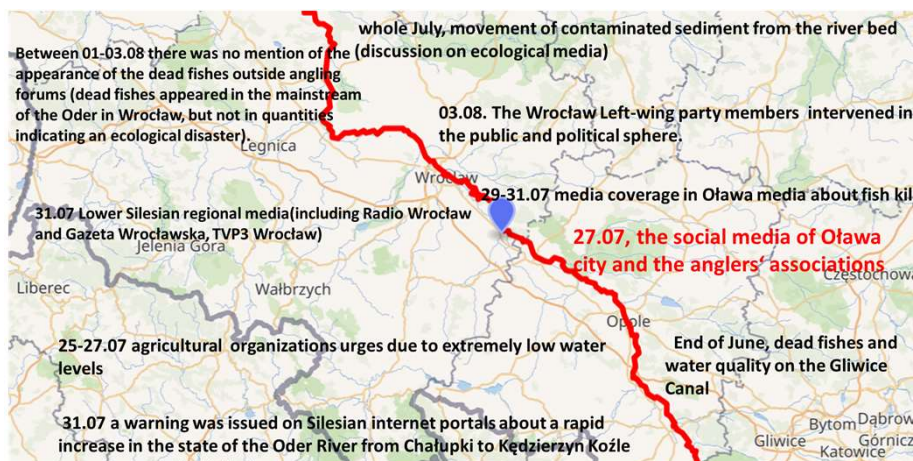 whole July, movement of contaminated sediment from the river bed
(discussion on ecological media)
Between 01-03.08 there was no mention of the
appearance of the dead fishes outside angling
forums (dead fishes appeared in the mainstream
of the Oder in Wrocław, but not in quantities
indicating an ecological disaster).
03.08. The Wrocław Left-wing party members intervened in
the public and political sphere.
Legnica
Wrocław
29-31.07 media coverage in Oława media about fish kil
31.07 Lower Silesian regional media(including Radio Wrocław
and Gazeta Wrocławska, TVP3 Wrocław)
Jelenia Góra
27.07, the social media of Oława
city and the anglers' associations
Częstochowa
Liberec
Wałbrzych
Opole
25-27.07 agricultural organizations urges due to extremely low water
levels
End of June, dead fishes and
water quality on the Gliwice
Canal
31.07 a warning was issued on Silesian internet portals about a rapid
increase in the state of the Oder River from Chałupki to Kędzierzyn Koźle
Bytom
Dąbrow
Górnicz
Gliwice
Katowice